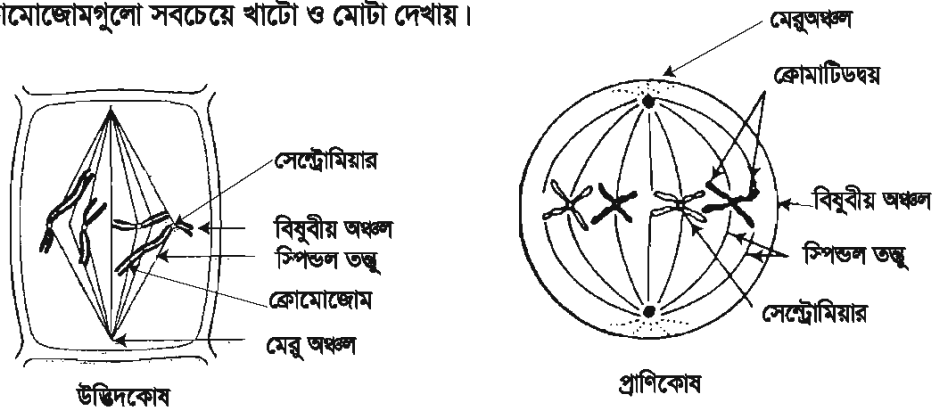 ামোজোমগুলো সবচেয়ে খাটো ও মোটা দেখায়।
সেন্ট্রোমিয়ার
বিষুবীয় অঞ্চল
স্পিন্ডল তন্তু
ক্রোমোজোম
মেরু অঞ্চল
উদ্ভিদকোষ
মেরুঅঞ্চল
ক্রোমাটিডদ্বয়
বিষুবীয় অঞ্চল
স্পিন্ডল তন্তু
সেন্ট্রোমিয়ার
প্রাণিকোষ